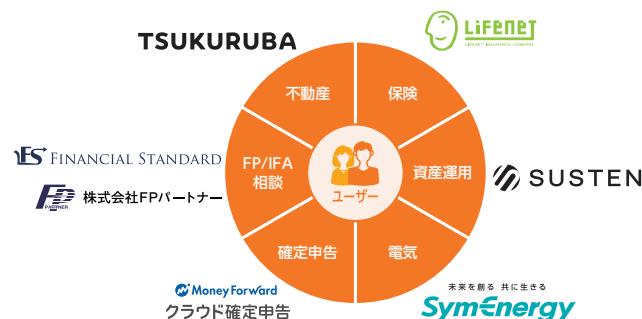 TSUKURUBA
LIFENET
LIFENET INSURANCE COMPANY
不動産
保険
FINANCIAL STANDARD
FP
PARTNER
株式会社FPパートナー
FP/IFA
相談
ユーザー
資産運用
SUSTEN
確定申告
電気
Money Forward
クラウド確定申告
未来を創る 共に生きる
SymEnergy